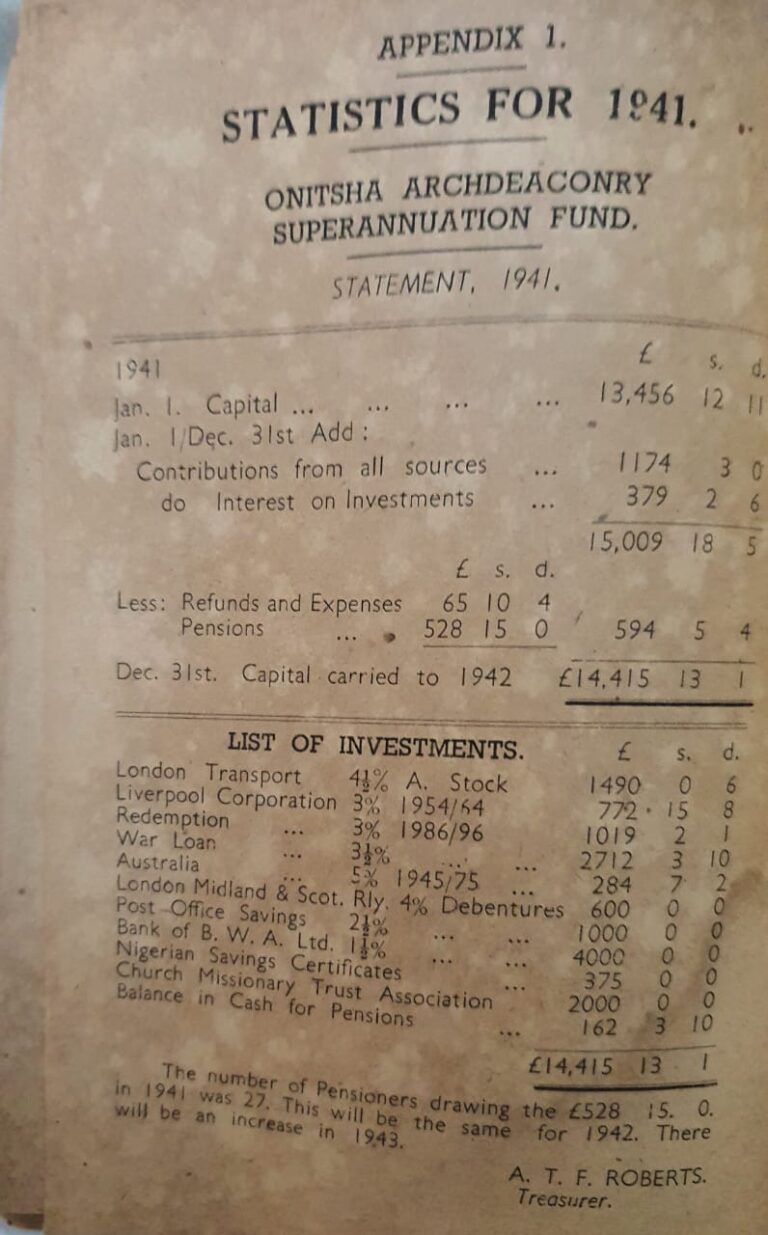 APPENDIX 1.
STATISTICS FOR 1941.
ONITSHA ARCHDEACONRY
SUPERANNUATION FUND.
STATEMENT, 1941.
1941 £ s. d.
Jan. 1. Capital ... ... ... ... 13,456 12 11
Jan. 1/Dec. 31st Add :
Contributions from all sources ... 1174 3 0
do Interest on Investments ... 379 2 6
15,009 18 5
£ s. d.
Less: Refunds and Expenses 65 10 4
Pensions ... 528 15 0 594 5 4
Dec. 31st. Capital carried to 1942 £14,415 13 1
LIST OF INVESTMENTS. £ s. d.
London Transport 4½% A. Stock 1490 0 6
Liverpool Corporation 3% 1954/64 772 15 8
Redemption ... 3% 1986/96 1019 2 1
War Loan ... 3½% ... ... 2712 3 10
Australia ... 5% 1945/75 ... 284 7 2
London Midland & Scot. Rly. 4% Debentures 600 0 0
Post Office Savings 2½% ... ... 1000 0 0
Bank of B. W. A. Ltd. 1½% ... ... 4000 0 0
Nigerian Savings Certificates ... 375 0 0
Church Missionary Trust Association 2000 0 0
Balance in Cash for Pensions ... 162 3 10
£14,415 13 1
The number of Pensioners drawing the £528 15. 0.
in 1941 was 27. This will be the same for 1942. There
will be an increase in 1943.
A. T. F. ROBERTS.
Treasurer.